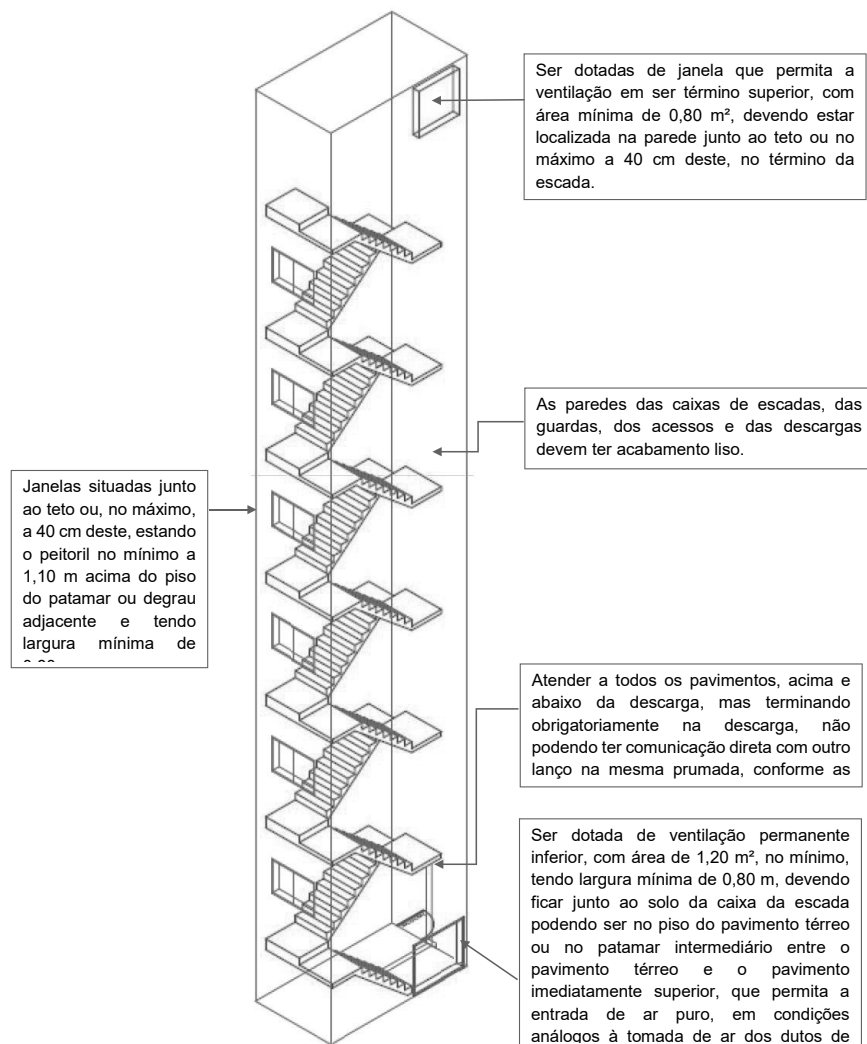 Ser dotadas de janela que permita a
ventilação em ser término superior, com
área mínima de 0,80 m², devendo estar
localizada na parede junto ao teto ou no
máximo a 40 cm deste, no término da
escada.
As paredes das caixas de escadas, das
guardas, dos acessos e das descargas
devem ter acabamento liso.
Janelas situadas junto
ao teto ou, no máximo,
a 40 cm deste, estando
o peitoril no mínimo a
1,10 m acima do piso
do patamar ou degrau
adjacente e tendo
largura mínima de
Atender a todos os pavimentos, acima e
abaixo da descarga, mas terminando
obrigatoriamente na descarga, não
podendo ter comunicação direta com outro
lanço na mesma prumada, conforme as
Ser dotada de ventilação permanente
inferior, com área de 1,20 m², no mínimo,
tendo largura mínima de 0,80 m, devendo
ficar junto ao solo da caixa da escada
podendo ser no piso do pavimento térreo
ou no patamar intermediário entre o
pavimento térreo e o pavimento
imediatamente superior, que permita a
entrada de ar puro, em condições
análogos à tomada de ar dos dutos de